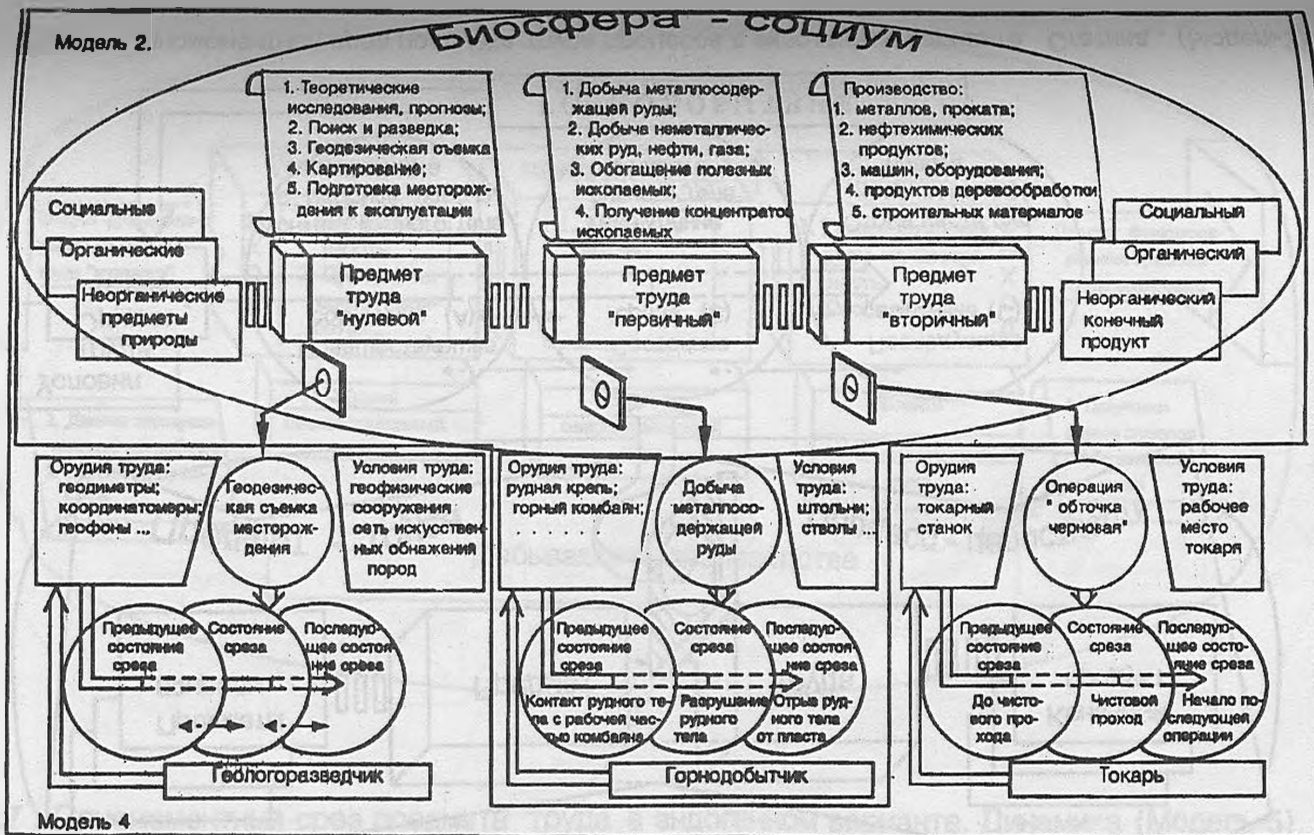 Модель 2.
Биосфера - социум
1. Теоретические
исследования, прогнозы;
2. Поиск и разведка;
3. Геодезическая съемка
4. Картирование;
5. Подготовка месторож-
дения к эксплуатации
1. Добыча металлосодер-
жащей руды;
2. Добыча неметалличес-
ких руд, нефти, газа;
3. Обогащение полезных
ископаемых;
4. Получение концентратов
ископаемых
Производство:
1. металлов, проката;
2. нефтехимических
продуктов;
3. машин, оборудования;
4. продуктов деревообработки
5. строительных материалов
Социальные
Органические
Неорганические
предметы
природы
Предмет
труда
"нулевой"
Предмет
труда
"первичный"
Предмет
труда
"вторичный"
Социальный
Органический
Неорганический
конечный
продукт
Орудия труда:
геодиметры;
координатомеры;
геофоны ...
Геодезичес-
кая съемка
месторож-
дения
Условия труда:
геофизические
сооружения
сеть искусствен-
ных обнажений
пород
Предыдущее
состояние
среза
Состояние
среза
Последую-
щее состоя-
ние среза
Геологоразведчик
Орудия труда:
рудная крепь;
горный комбайн;
. . . . . .
Добыча
металлосо-
держащей
руды
Условия
труда:
штольни;
стволы
Предыдущее
состояние
среза
Состояние
среза
Последую-
щее состоя-
ние среза
Контакт рудного те-
ла с рабочей час-
тью комбайна
Разрушение
рудного
тела
Отрыв руд-
ного тела
от пласта
Горнодобытчик
Орудия
труда:
токарный
станок
Операция
" обточка
черновая"
Условия
труда:
рабочее
место
токаря
Предыдущее
состояние
среза
Состояние
среза
Последую-
щее состо-
яние среза
До чисто-
вого про-
хода
Чистовой
проход
Начало по-
следующей
операции
Токарь
Модель 4